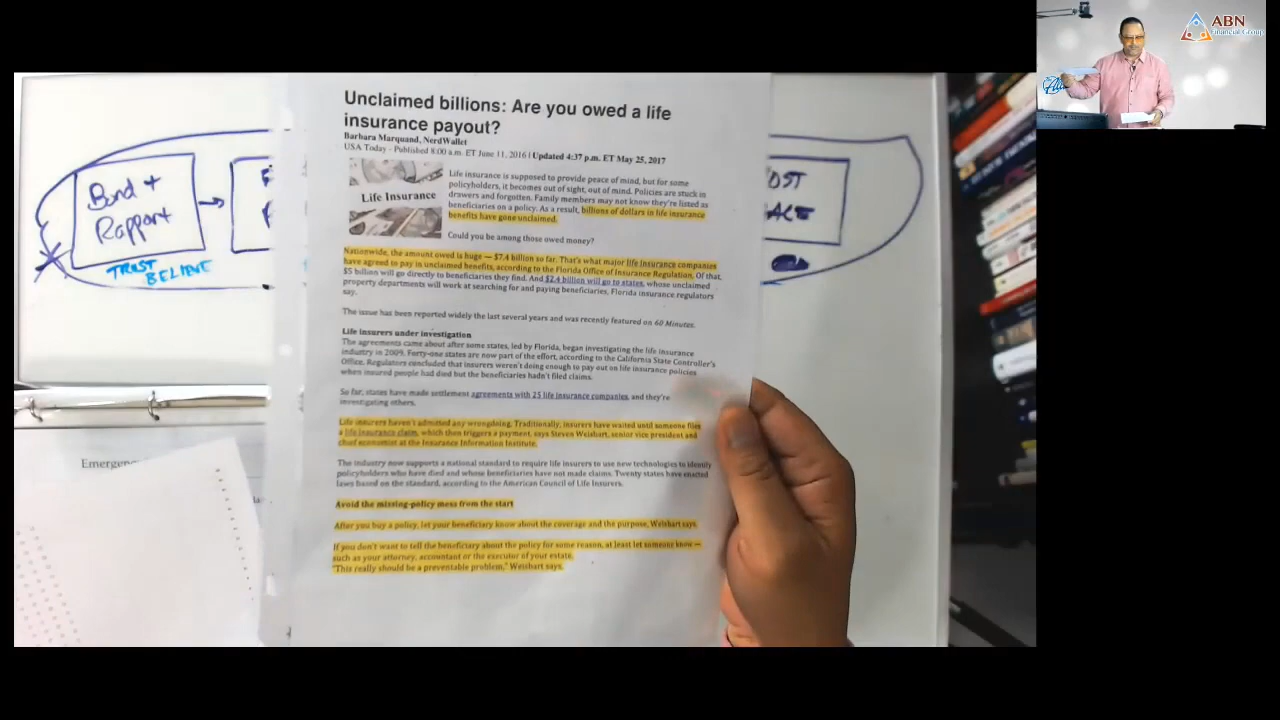 ABN
Financial Group
Unclaimed billions: Are you owed a life
insurance payout?
Barbara Marquand, NerdWallet
USA Today - Published 8:00 a.m. ET June 11, 2016 | Updated 4:37 p.m. ET May 25, 2017
Life Insurance
Life insurance is supposed to provide peace of mind, but for some
policyholders, it becomes out of sight, out of mind. Policies are stuck in
drawers and forgotten. Family members may not know they're listed as
beneficiaries on a policy. As a result, billions of dollars in life insurance
benefits have gone unclaimed.
Could you be among those owed money?
Nationwide, the amount owed is huge — $7.4 billion so far. That's what major life insurance companies
have agreed to pay in unclaimed benefits, according to the Florida Office of Insurance Regulation. Of that,
$5 billion will go directly to beneficiaries they find. And $2.4 billion will go to states, whose unclaimed
property departments will work at searching for and paying beneficiaries, Florida insurance regulators
say.
The issue has been reported widely the last several years and was recently featured on 60 Minutes.
Life insurers under investigation
The agreements came about after some states, led by Florida, began investigating the life insurance
industry in 2009. Forty-one states are now part of the effort, according to the California State Controller's
Office. Regulators concluded that insurers weren't doing enough to pay out on life insurance policies
when insured people had died but the beneficiaries hadn't filed claims.
So far, states have made settlement agreements with 25 life insurance companies, and they're
investigating others.
Life insurers haven't admitted any wrongdoing. Traditionally, insurers have waited until someone files
a life insurance claim, which then triggers a payment, says Steven Weisbart, senior vice president and
chief economist at the Insurance Information Institute.
The industry now supports a national standard to require life insurers to use new technologies to identify
policyholders who have died and whose beneficiaries have not made claims. Twenty states have enacted
laws based on the standard, according to the American Council of Life Insurers.
Avoid the missing-policy mess from the start
After you buy a policy, let your beneficiary know about the coverage and the purpose, Weisbart says.
If you don't want to tell the beneficiary about the policy for some reason, at least let someone know —
such as your attorney, accountant or the executor of your estate.
"This really should be a preventable problem," Weisbart says.
Bond +
Rapport
TRUST
BELIEVE
Emergenc